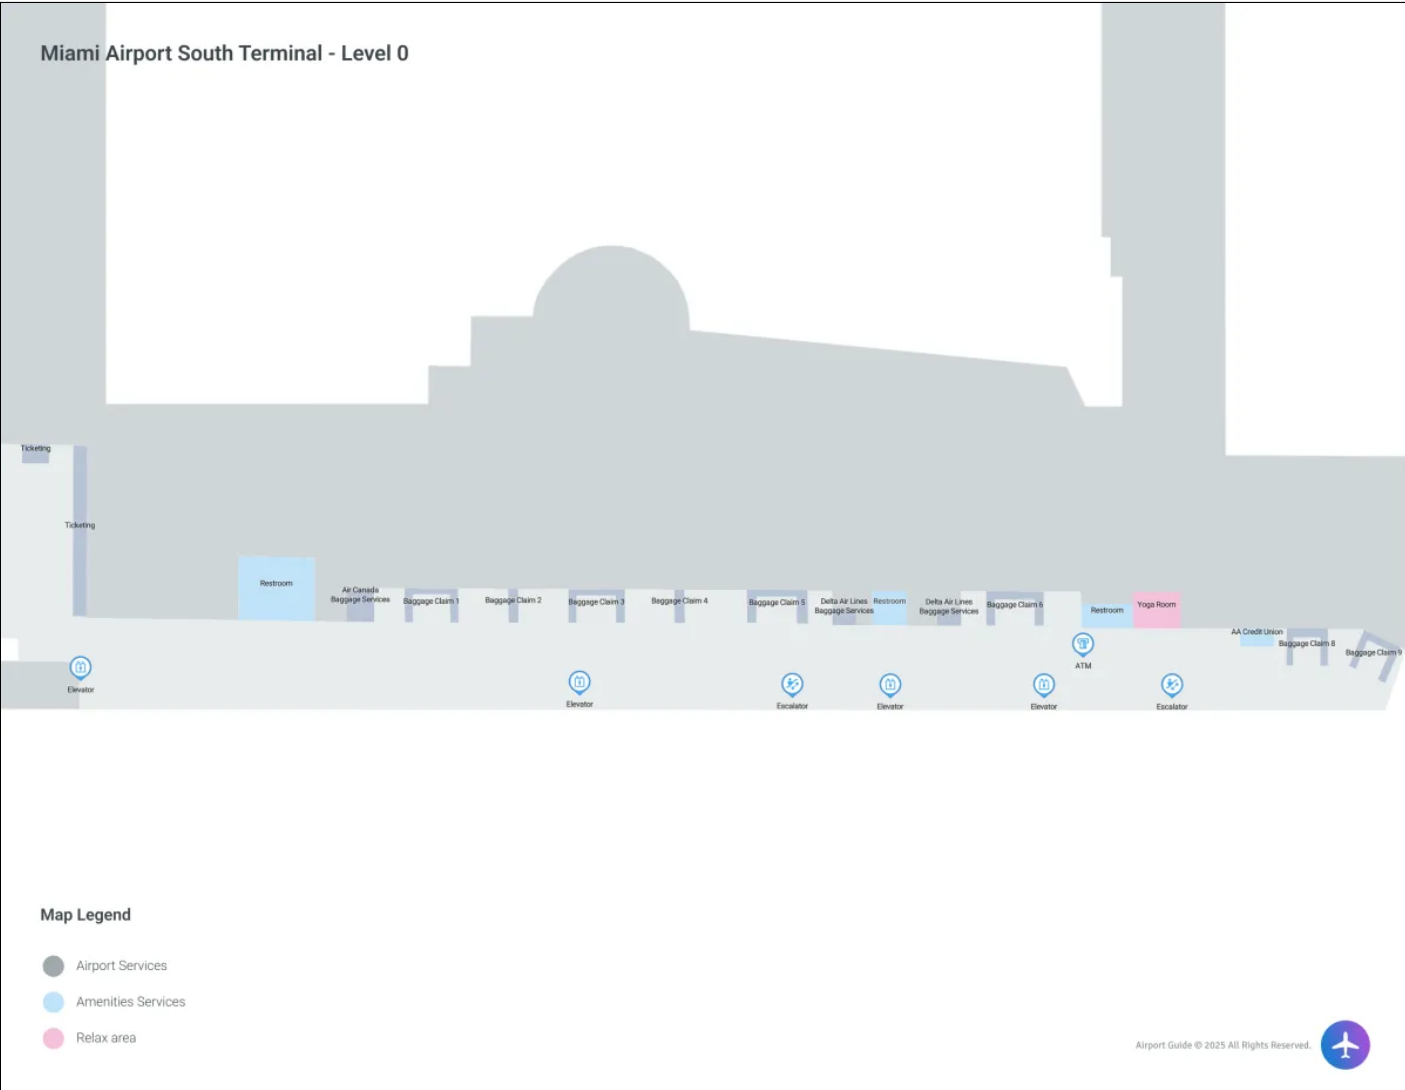 Miami Airport South Terminal - Level 0
Ticketing
Ticketing
Restroom
Air Canada
Baggage Services
Baggage Claim 1
Baggage Claim 2
Baggage Claim 3
Baggage Claim 4
Baggage Claim 5
Delta Air Lines
Baggage Services
Restroom
Delta Air Lines
Baggage Services
Baggage Claim 6
Restroom
Yoga Room
AA Credit Union
Baggage Claim 8
Baggage Claim 9
ATM
Elevator
Elevator
Escalator
Elevator
Elevator
Escalator
Map Legend
Airport Services
Amenities Services
Relax area
Airport Guide © 2025 All Rights Reserved.